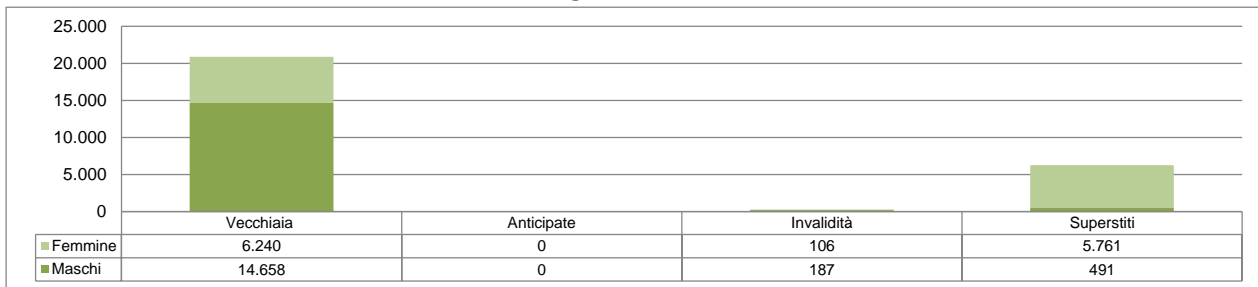 25.000
20.000
15.000
10.000
5.000
0
Vecchiaia Anticipate Invalidità Superstiti
Femmine 6.240 0 106 5.761
Maschi 14.658 0 187 491